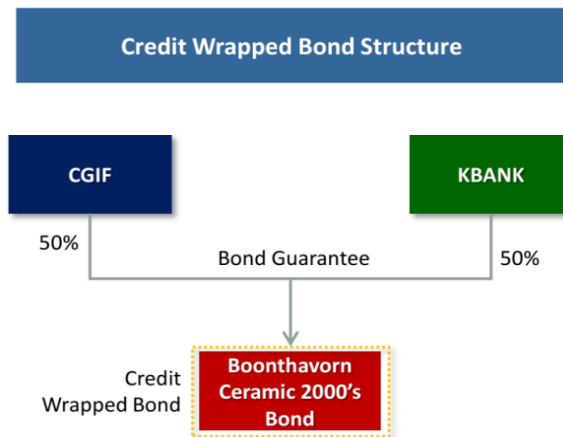 Credit Wrapped Bond Structure
CGIF
KBANK
50%
Bond Guarantee
50%
Credit
Wrapped Bond
Boonthavorn
Ceramic 2000's
Bond